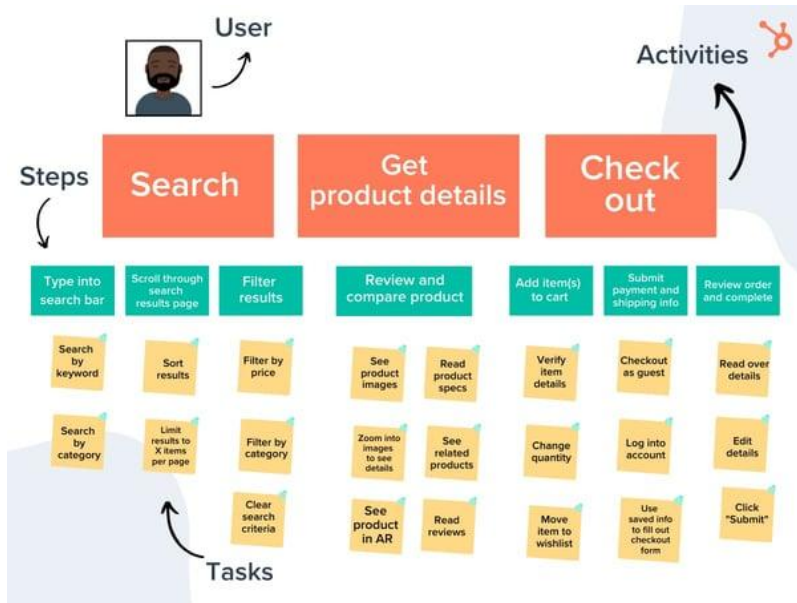 User
Activities
Steps
Search
Get
product details
Check
out
Type into
search bar
Scroll through
search
results page
Filter
results
Review and
compare product
Add item(s)
to cart
Submit
payment and
shipping info
Review order
and complete
Search
by
keyword
Sort
results
Filter by
price
See
product
images
Read
product
specs
Verify
item
details
Checkout
as guest
Read over
details
Search
by
category
Limit
results to
X items
per page
Filter by
category
Zoom into
images
to see
details
See
related
products
Change
quantity
Log into
account
Edit
details
Clear
search
criteria
See
product
in AR
Read
reviews
Move
item to
wishlist
Use
saved info
to fill out
checkout
form
Click
"Submit"
Tasks